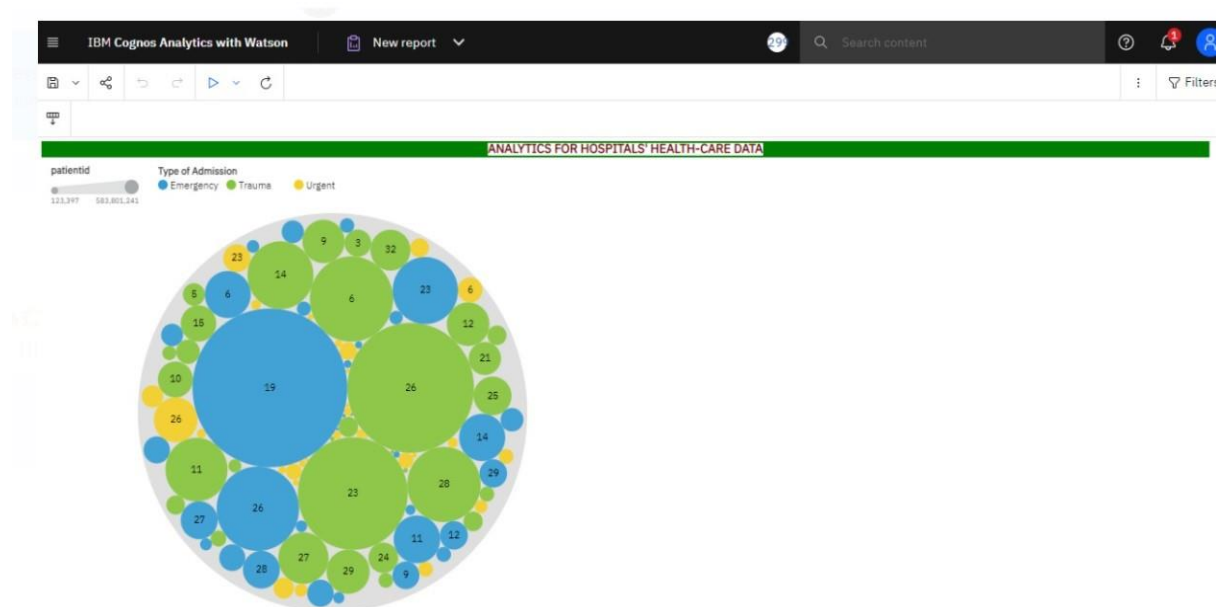 IBM Cognos Analytics with Watson New report Search content 1
Filters
ANALYTICS FOR HOSPITALS' HEALTH-CARE DATA
patientid Type of Admission
Emergency Trauma Urgent
123,397 583,801,241
9 3 32
23
14
5 6 6 23 6
15 12
21
10 19 26
25
26
14
11 29
28
23
26
27
11 12
27 24
28 29 9